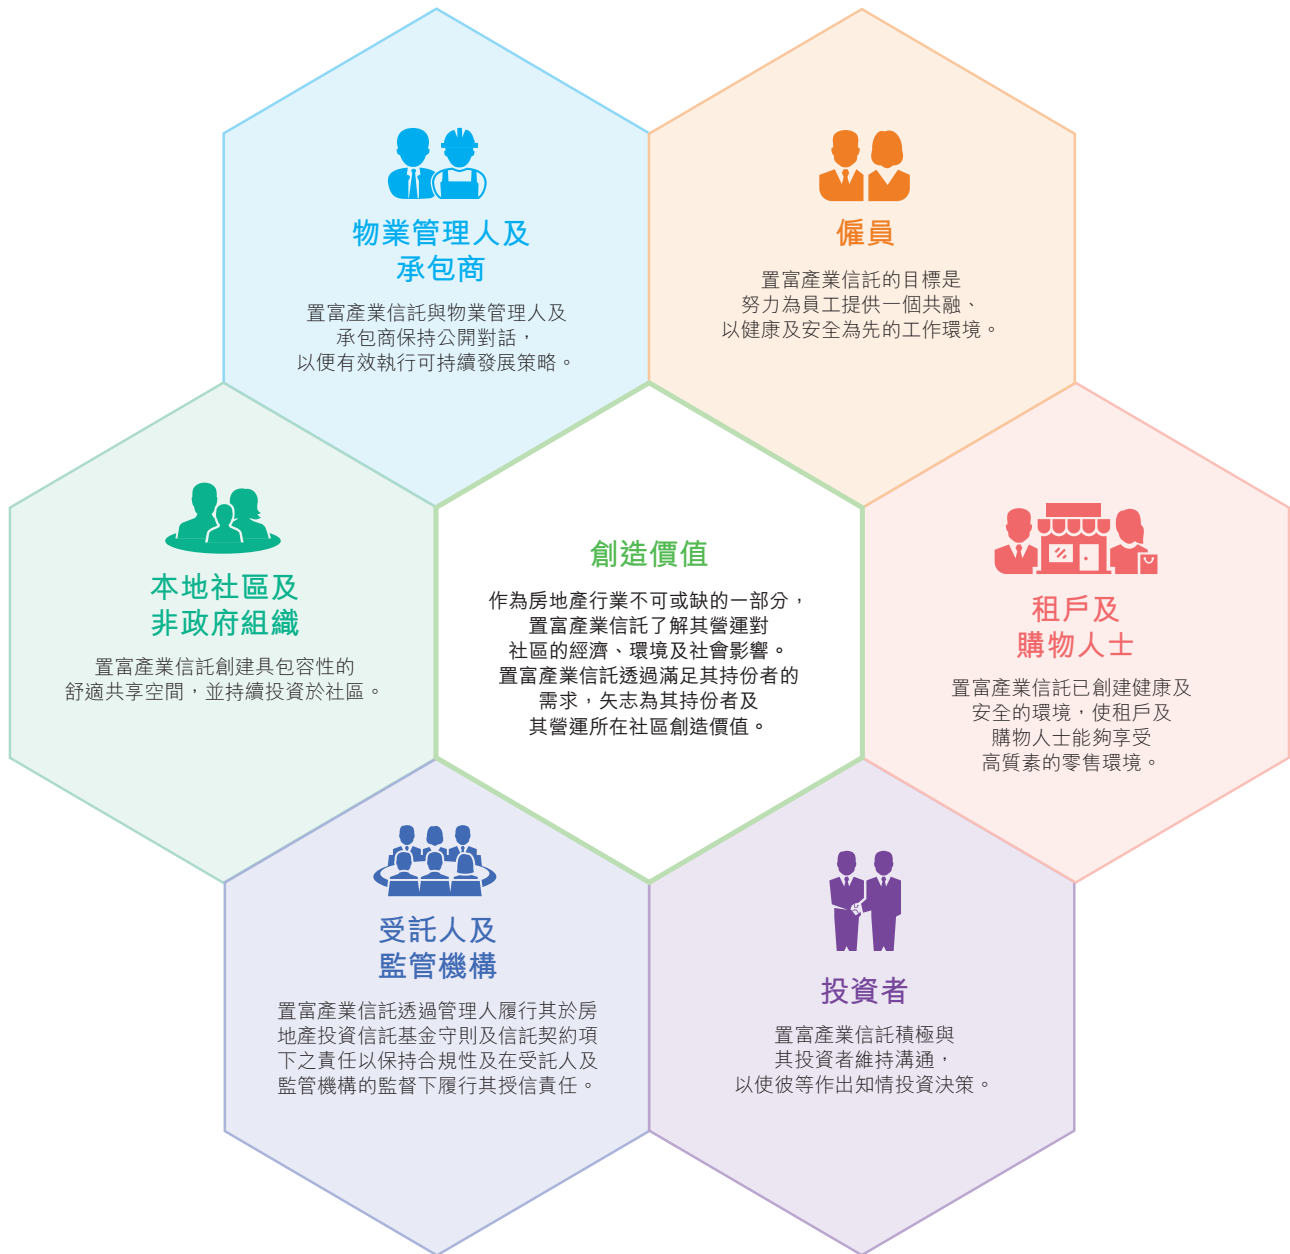 物業管理人及
承包商
置富產業信託與物業管理人及
承包商保持公開對話，
以便有效執行可持續發展策略。
僱員
置富產業信託的目標是
努力為員工提供一個共融、
以健康及安全為先的工作環境。
本地社區及
非政府組織
置富產業信託創建具包容性的
舒適共享空間，並持續投資於社區。
創造價值
作為房地產行業不可或缺的一部分，
置富產業信託了解其營運對
社區的經濟、環境及社會影響。
置富產業信託透過滿足其持份者的
需求，矢志為其持份者及
其營運所在社區創造價值。
租戶及
購物人士
置富產業信託已創建健康及
安全的環境，使租戶及
購物人士能夠享受
高質素的零售環境。
受託人及
監管機構
置富產業信託透過管理人履行其於房
地產投資信託基金守則及信託契約項
下之責任以保持合規性及在受託人及
監管機構的監督下履行其授信責任。
投資者
置富產業信託積極與
其投資者維持溝通，
以使彼等作出知情投資決策。